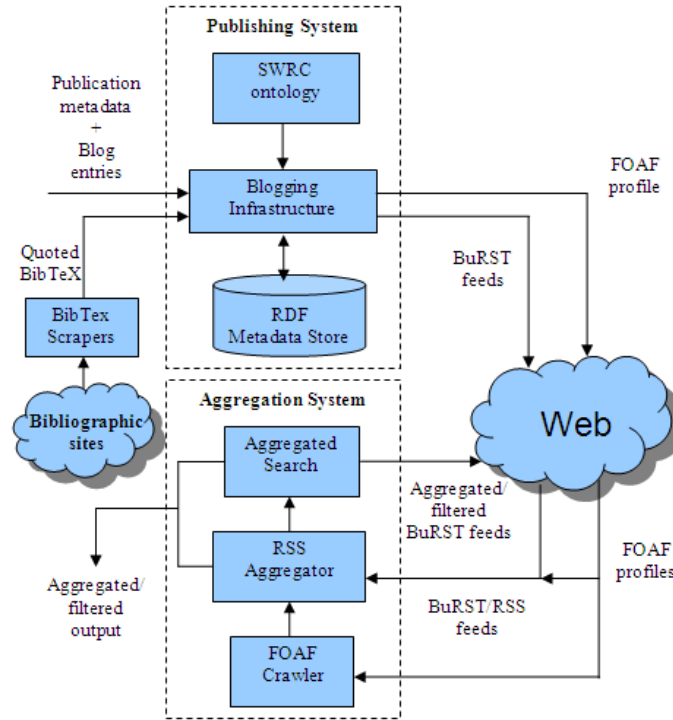 Publishing System
SWRC
ontology
Publication
metadata
+
Blog
entries
Blogging
Infrastructure
FOAF
profile
Quoted
BibTeX
BuRST
feeds
BibTex
Scrapers
RDF
Metadata Store
Bibliographic
sites
Aggregation System
Web
Aggregated
Search
Aggregated/
filtered
BuRST feeds
RSS
Aggregator
FOAF
profiles
Aggregated/
filtered
output
BuRST/RSS
feeds
FOAF
Crawler